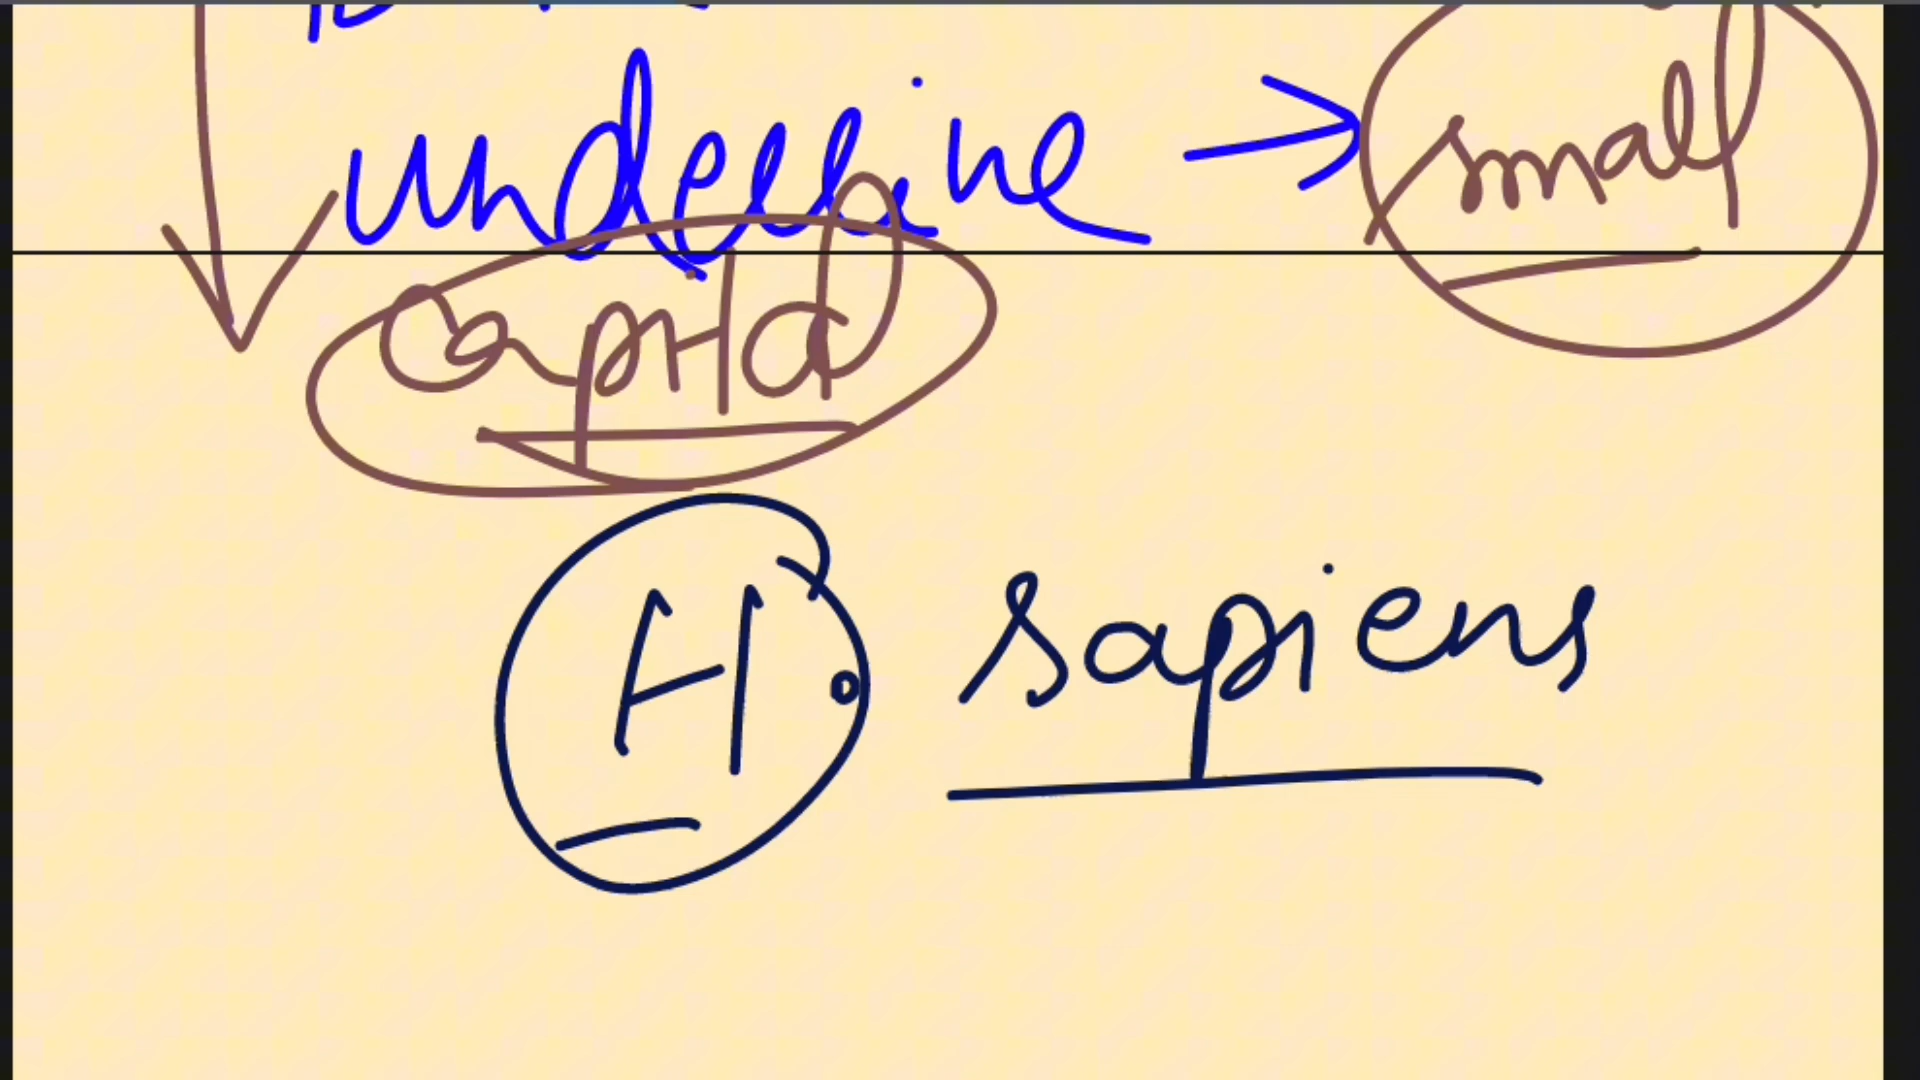 underline → small
capital
H. sapiens